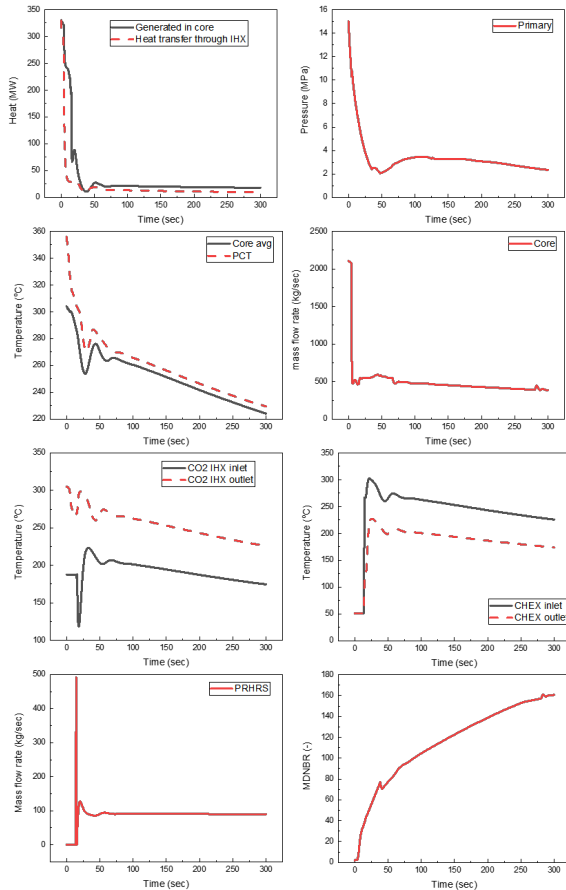 Generated in core
Heat transfer through IHX
Heat (MW)
350
300
250
200
150
100
50
0
0 50 100 150 200 250 300
Time (sec)
Primary
Pressure (MPa)
16
14
12
10
8
6
4
2
0
0 50 100 150 200 250 300
Time (sec)
Core avg
PCT
Temperature (ºC)
360
340
320
300
280
260
240
220
0 50 100 150 200 250 300
Time (sec)
Core
mass flow rate (kg/sec)
2500
2000
1500
1000
500
0
0 50 100 150 200 250 300
Time (sec)
CO2 IHX inlet
CO2 IHX outlet
Temperature (ºC)
350
300
250
200
150
100
0 50 100 150 200 250 300
Time (sec)
CHEX inlet
CHEX outlet
Temperature (ºC)
350
300
250
200
150
100
50
0
0 50 100 150 200 250 300
Time (sec)
PRHRS
Mass flow rate (kg/sec)
500
400
300
200
100
0
0 50 100 150 200 250 300
Time (sec)
MDNBR (-)
180
160
140
120
100
80
60
40
20
0
0 50 100 150 200 250 300
Time (sec)